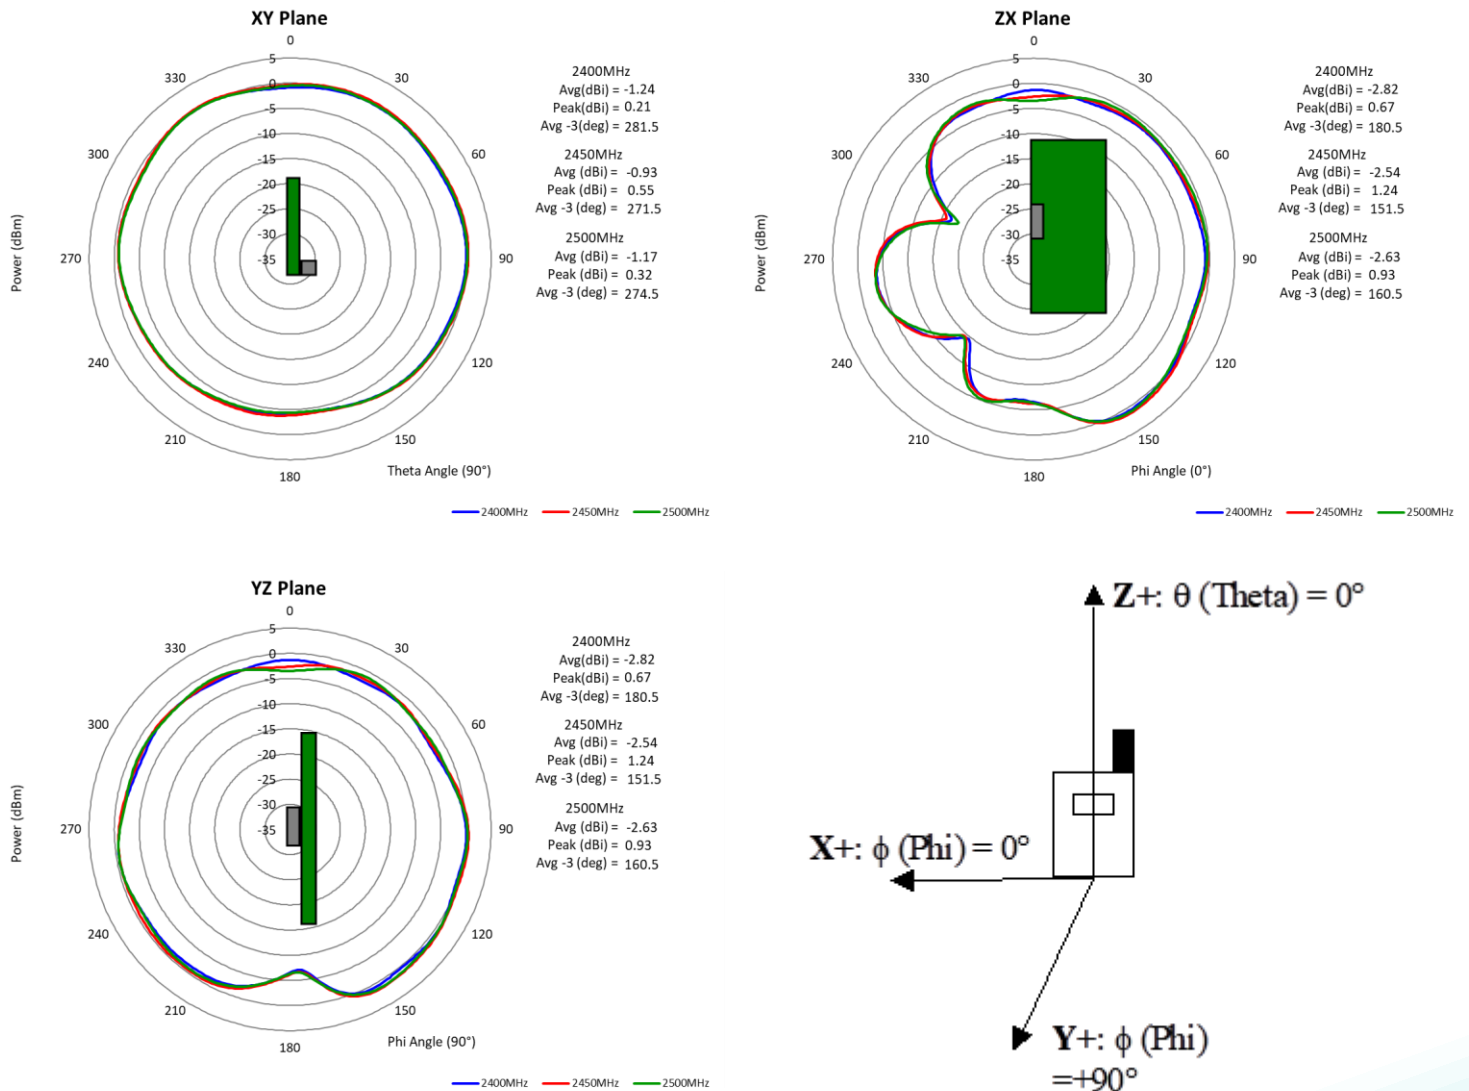 XY Plane
0
5
0
-5
-10
-15
-20
-25
-30
-35
30
60
90
120
150
180
210
240
270
300
330
Power (dBm)
Theta Angle (90°)
2400MHz
Avg(dBi) = -1.24
Peak(dBi) = 0.21
Avg -3(deg) = 281.5
2450MHz
Avg (dBi) = -0.93
Peak (dBi) = 0.55
Avg -3 (deg) = 271.5
2500MHz
Avg (dBi) = -1.17
Peak (dBi) = 0.32
Avg -3 (deg) = 274.5
2400MHz 2450MHz 2500MHz
ZX Plane
0
5
0
-5
-10
-15
-20
-25
-30
-35
30
60
90
120
150
180
210
240
270
300
330
Power (dBm)
Phi Angle (0°)
2400MHz
Avg(dBi) = -2.82
Peak(dBi) = 0.67
Avg -3(deg) = 180.5
2450MHz
Avg (dBi) = -2.54
Peak (dBi) = 1.24
Avg -3 (deg) = 151.5
2500MHz
Avg (dBi) = -2.63
Peak (dBi) = 0.93
Avg -3 (deg) = 160.5
2400MHz 2450MHz 2500MHz
YZ Plane
0
5
0
-5
-10
-15
-20
-25
-30
-35
30
60
90
120
150
180
210
240
270
300
330
Power (dBm)
Phi Angle (90°)
2400MHz
Avg(dBi) = -2.82
Peak(dBi) = 0.67
Avg -3(deg) = 180.5
2450MHz
Avg (dBi) = -2.54
Peak (dBi) = 1.24
Avg -3 (deg) = 151.5
2500MHz
Avg (dBi) = -2.63
Peak (dBi) = 0.93
Avg -3 (deg) = 160.5
2400MHz 2450MHz 2500MHz
Z+: θ (Theta) = 0°
X+: ϕ (Phi) = 0°
Y+: ϕ (Phi)
=+90°